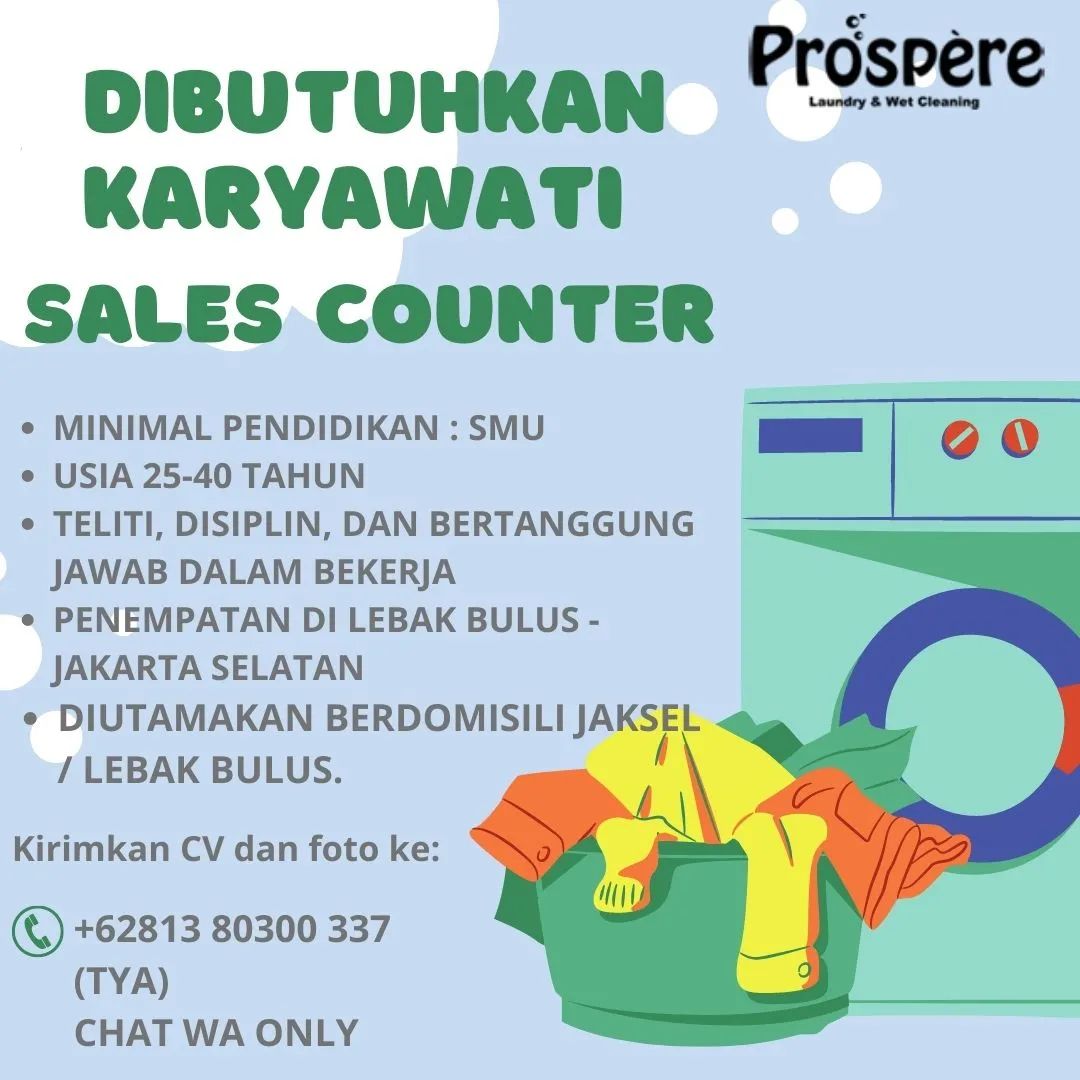 Prospère
Laundry & Wet Cleaning
DIBUTUHKAN
KARYAWATI
SALES COUNTER
• MINIMAL PENDIDIKAN : SMU
• USIA 25-40 TAHUN
• TELITI, DISIPLIN, DAN BERTANGGUNG
JAWAB DALAM BEKERJA
• PENEMPATAN DI LEBAK BULUS -
JAKARTA SELATAN
• DIUTAMAKAN BERDOMISILI JAKSEL
/ LEBAK BULUS.
Kirimkan CV dan foto ke:
+62813 80300 337
(TYA)
CHAT WA ONLY